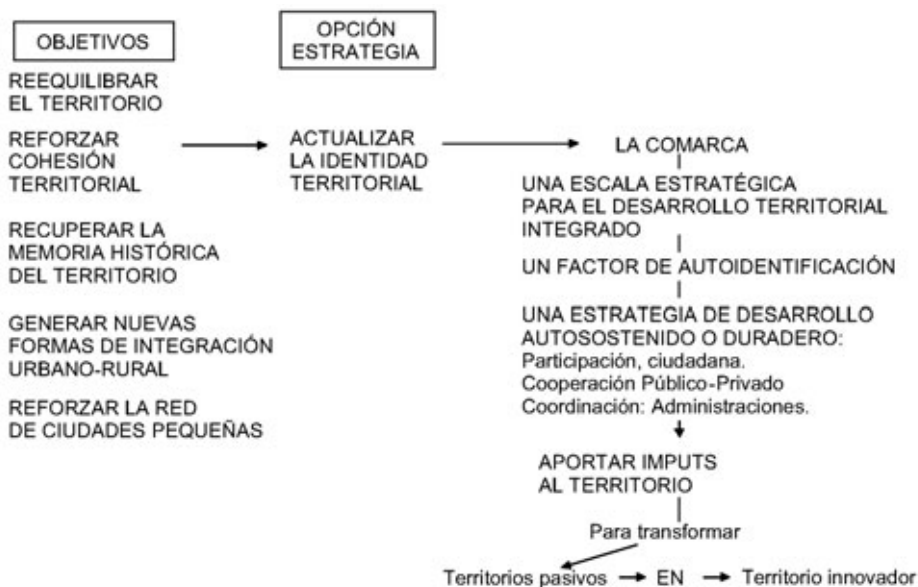 OBJETIVOS
OPCIÓN
ESTRATEGIA
REEQUILIBRAR
EL TERRITORIO
REFORZAR
COHESIÓN
TERRITORIAL
RECUPERAR LA
MEMORIA HISTÓRICA
DEL TERRITORIO
GENERAR NUEVAS
FORMAS DE INTEGRACIÓN
URBANO-RURAL
REFORZAR LA RED
DE CIUDADES PEQUEÑAS
ACTUALIZAR
LA IDENTIDAD
TERRITORIAL
LA COMARCA
UNA ESCALA ESTRATÉGICA
PARA EL DESARROLLO TERRITORIAL
INTEGRADO
UN FACTOR DE AUTOIDENTIFICACIÓN
UNA ESTRATEGIA DE DESARROLLO
AUTOSOSTENIDO O DURADERO:
Participación, ciudadana.
Cooperación Público-Privado
Coordinación: Administraciones.
APORTAR IMPUTS
AL TERRITORIO
Para transformar
Territorios pasivos EN Territorio innovador